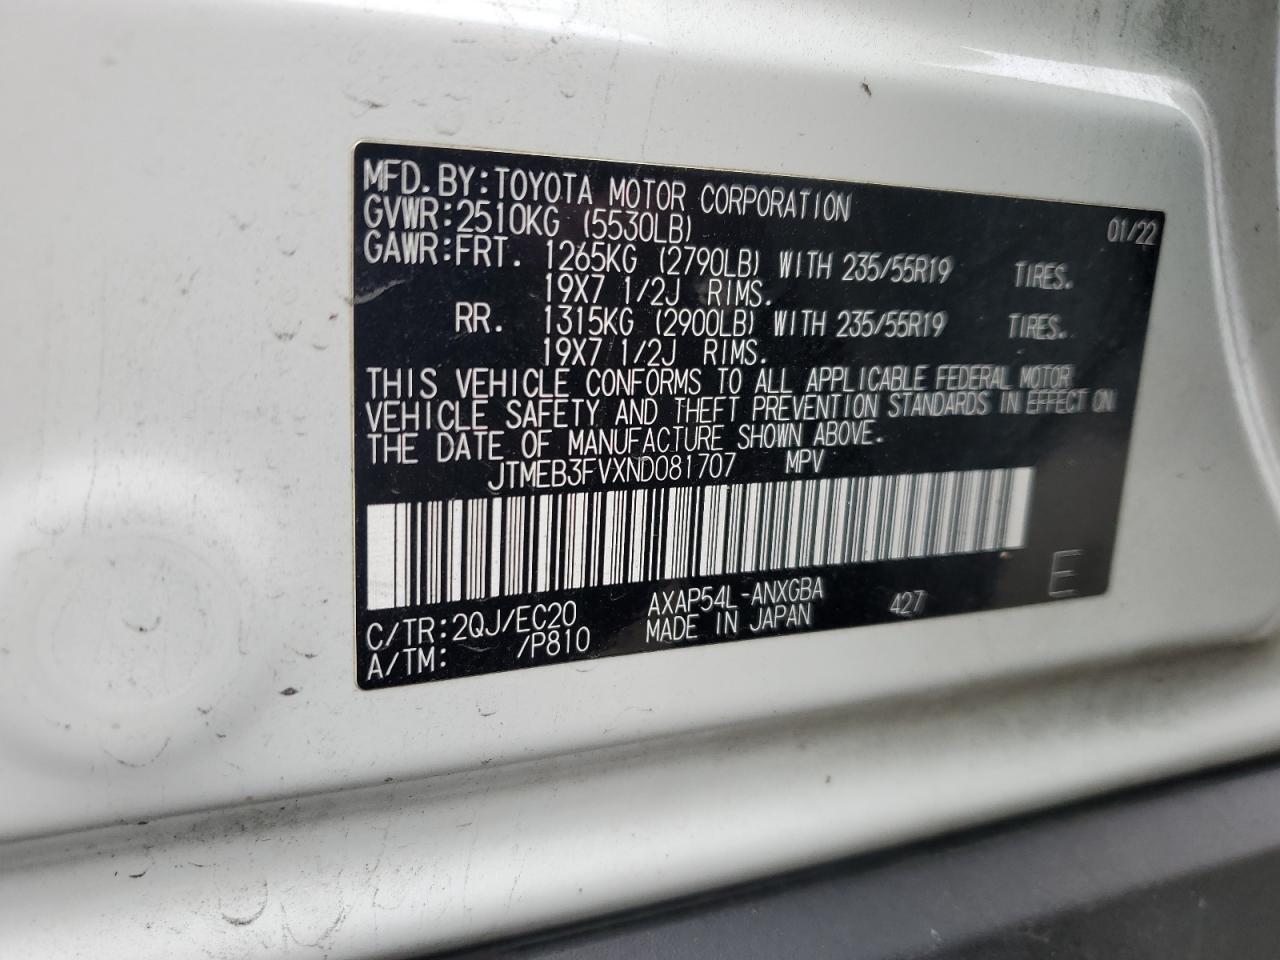 MFD.BY:TOYOTA MOTOR CORPORATION 01/22
GVWR:2510KG (5530LB)
GAWR:FRT. 1265KG (2790LB) WITH 235/55R19 TIRES.
19X7 1/2J RIMS.
RR. 1315KG (2900LB) WITH 235/55R19 TIRES.
19X7 1/2J RIMS.
THIS VEHICLE CONFORMS TO ALL APPLICABLE FEDERAL MOTOR
VEHICLE SAFETY AND THEFT PREVENTION STANDARDS IN EFFECT ON
THE DATE OF MANUFACTURE SHOWN ABOVE.
JTMEB3FVXND081707 MPV
C/TR:2QJ/EC20 AXAP54L-ANXGBA 427 E
A/TM: /P810 MADE IN JAPAN